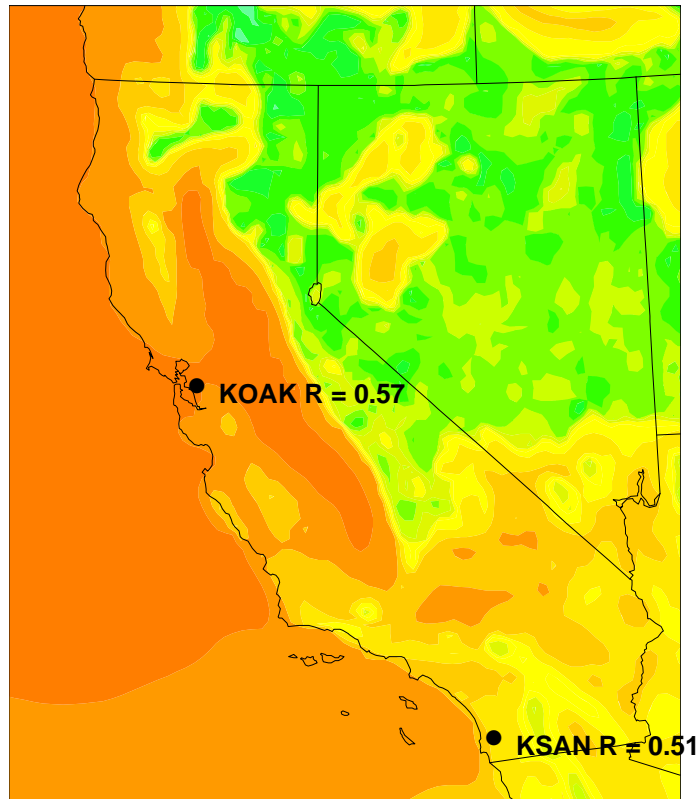 KOAK R = 0.57
KSAN R = 0.51